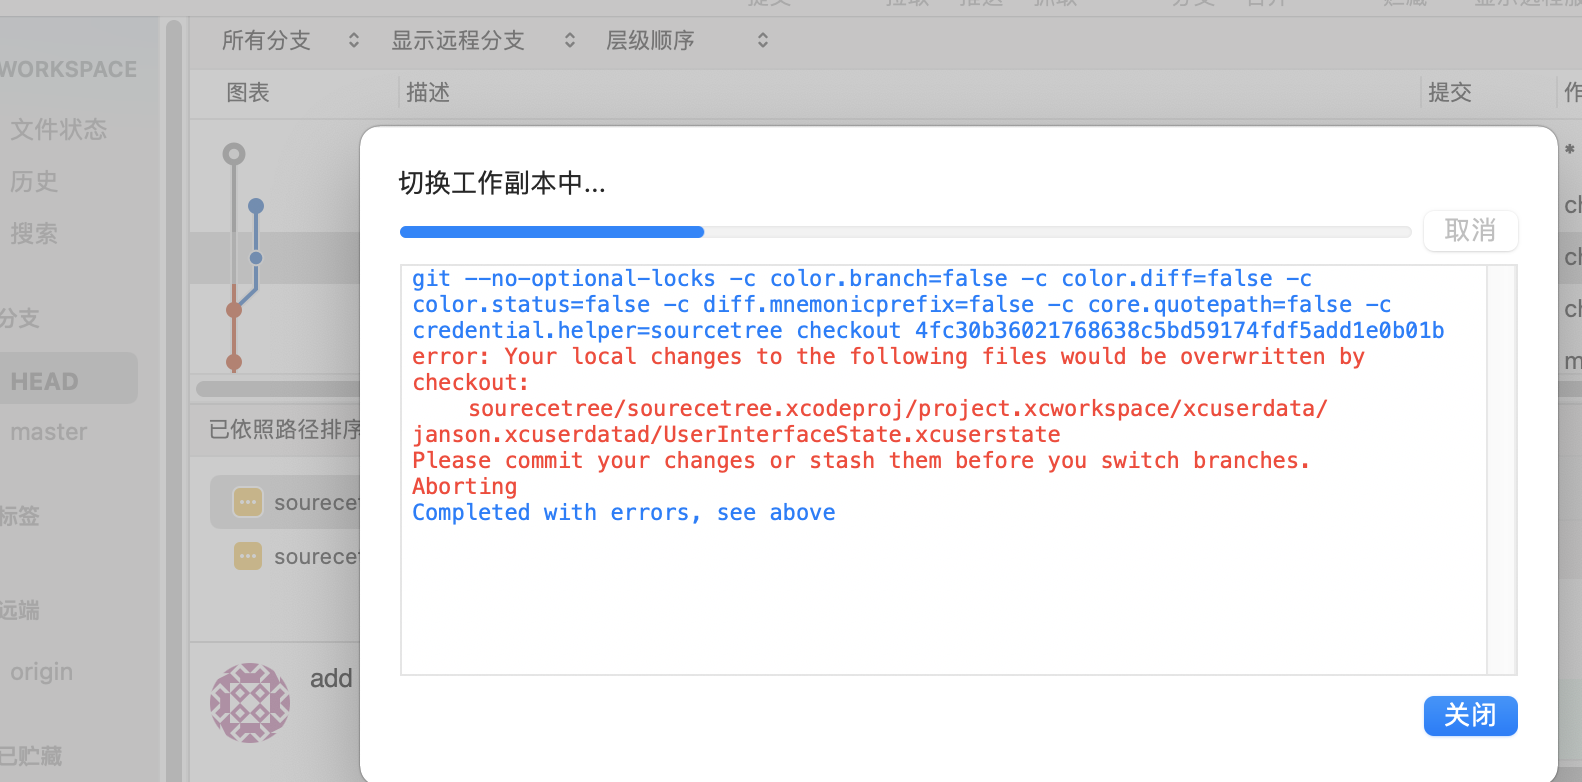 所有分支
显示远程分支
层级顺序
WORKSPACE
图表
描述
提交
作
文件状态
历史
搜索
分支
HEAD
master
标签
远端
origin
已贮藏
已依照路径排序
sourecet
sourecet
add
*
ch
ch
ch
m
切换工作副本中...
取消
git --no-optional-locks -c color.branch=false -c color.diff=false -c
color.status=false -c diff.mnemonicprefix=false -c core.quotepath=false -c
credential.helper=sourcetree checkout 4fc30b36021768638c5bd59174fdf5add1e0b01b
error: Your local changes to the following files would be overwritten by
checkout:
sourecetree/sourecetree.xcodeproj/project.xcworkspace/xcuserdata/
janson.xcuserdatad/UserInterfaceState.xcuserstate
Please commit your changes or stash them before you switch branches.
Aborting
Completed with errors, see above
关闭